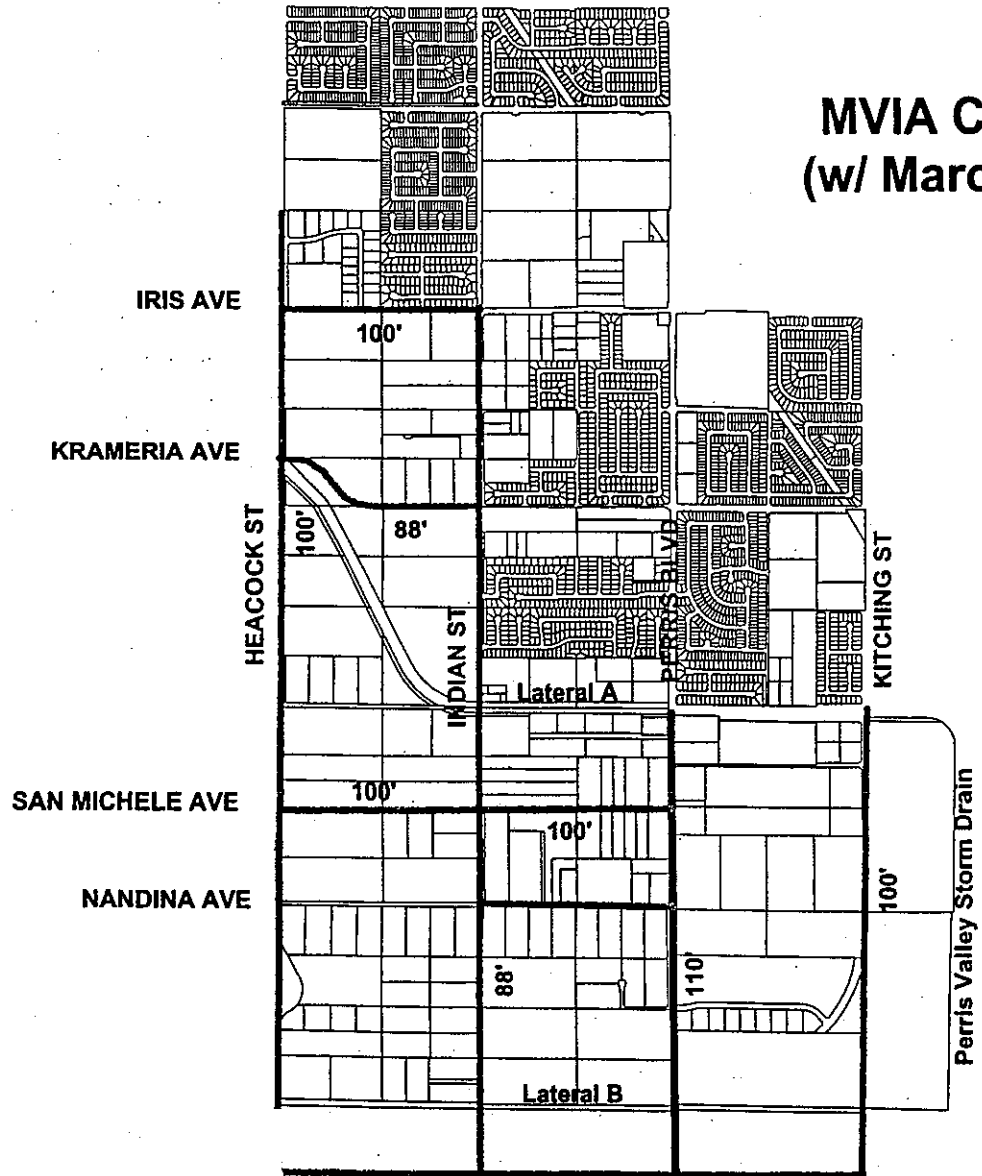 MVIA C
(w/ Marc
IRIS AVE
100'
KRAMERIA AVE
100'
88'
HEACOCK ST
INDIAN ST
PERRIS BLVD
KITCHING ST
Lateral A
SAN MICHELE AVE
100'
100'
NANDINA AVE
88'
110'
100'
Perris Valley Storm Drain
Lateral B